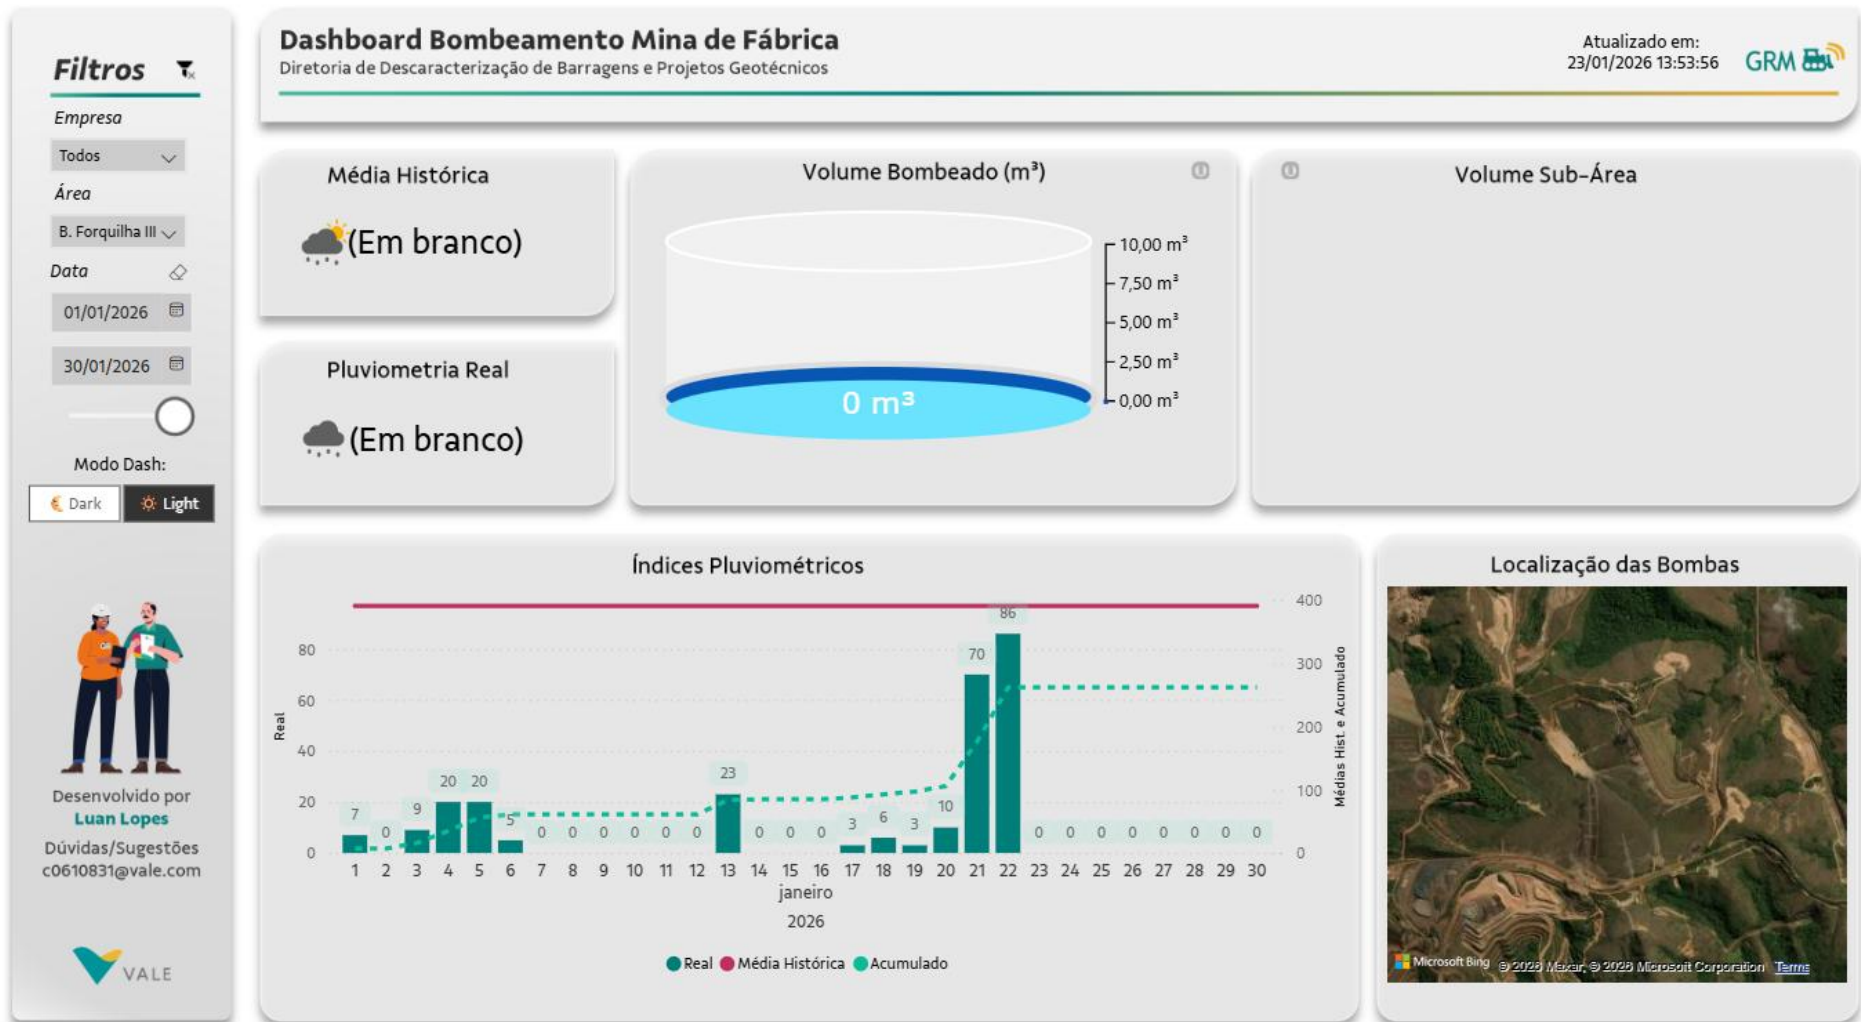 Filtros
Empresa
Todos
Área
B. Forquilha III
Data
01/01/2026
30/01/2026
Modo Dash:
Dark
Light
Desenvolvido por
Luan Lopes
Dúvidas/Sugestões
c0610831@vale.com
VALE
Dashboard Bombeamento Mina de Fábrica
Diretoria de Descaracterização de Barragens e Projetos Geotécnicos
Atualizado em:
23/01/2026 13:53:56
GRM
Média Histórica
(Em branco)
Pluviometria Real
(Em branco)
Volume Bombeado (m³)
10,00 m³
7,50 m³
5,00 m³
2,50 m³
0,00 m³
0 m³
Volume Sub-Área
Índices Pluviométricos
Real
80
60
40
20
0
7 0 9 20 20 5 0 0 0 0 0 0 23 0 0 0 3 6 3 10 70 86 0 0 0 0 0 0 0 0
400
300
200
100
0
Médias Hist. e Acumulado
1 2 3 4 5 6 7 8 9 10 11 12 13 14 15 16 17 18 19 20 21 22 23 24 25 26 27 28 29 30
janeiro
2026
Real Média Histórica Acumulado
Localização das Bombas
Microsoft Bing © 2026 Maxar, © 2026 Microsoft Corporation Terms